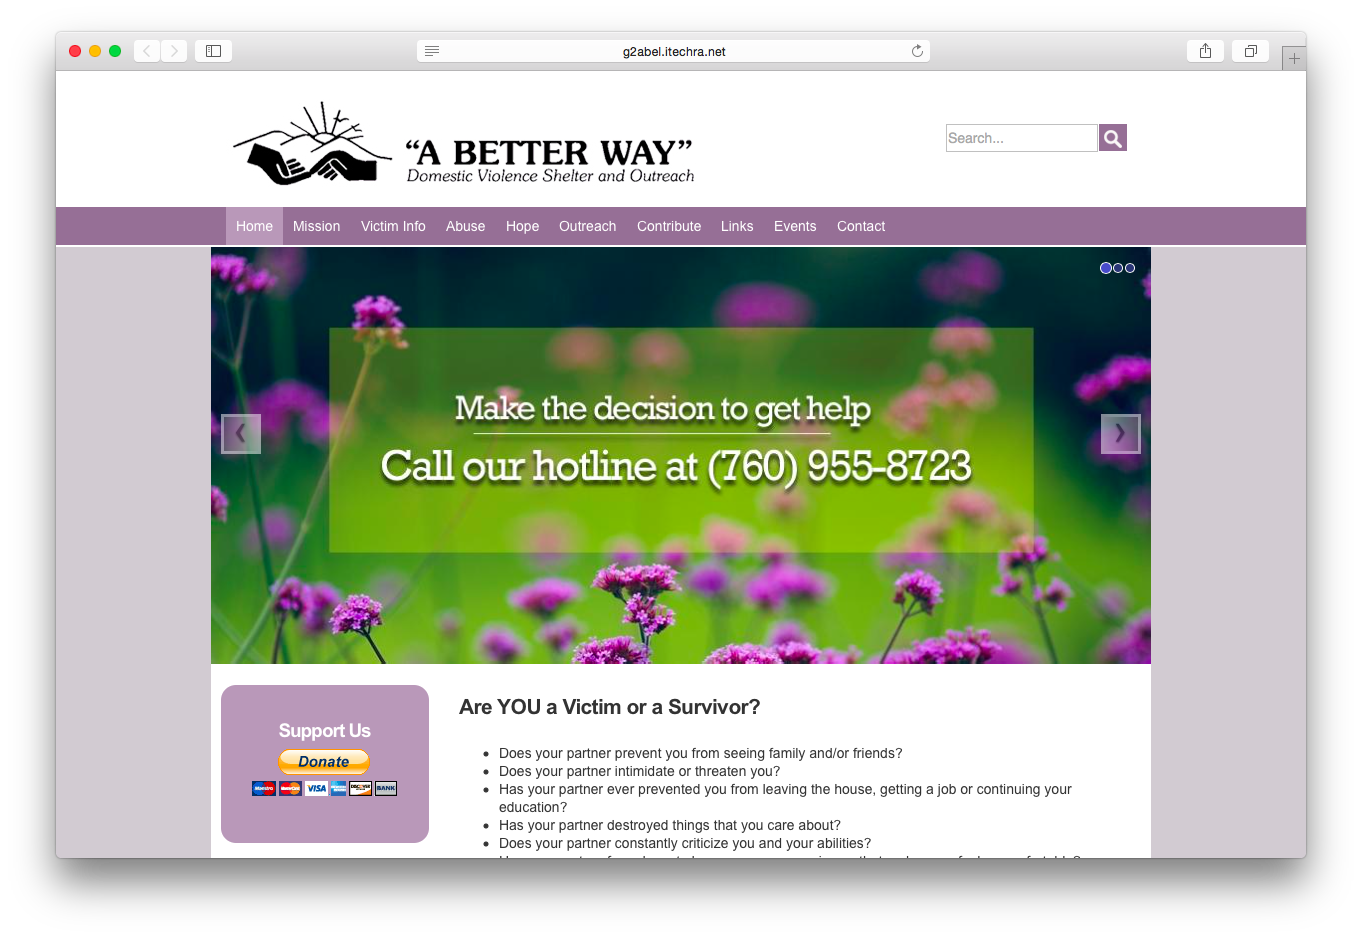 g2abel.itechra.net
“A BETTER WAY”
Domestic Violence Shelter and Outreach
Search...
Home Mission Victim Info Abuse Hope Outreach Contribute Links Events Contact
Make the decision to get help
Call our hotline at (760) 955-8723
Support Us
Donate
Maestro MasterCard VISA DISCOVER BANK
Are YOU a Victim or a Survivor?
Does your partner prevent you from seeing family and/or friends?
Does your partner intimidate or threaten you?
Has your partner ever prevented you from leaving the house, getting a job or continuing your
education?
Has your partner destroyed things that you care about?
Does your partner constantly criticize you and your abilities?